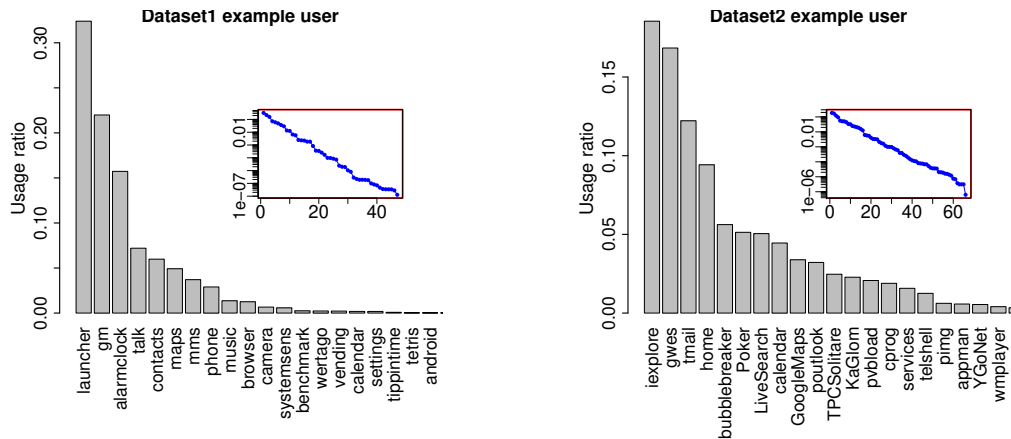 Dataset1 example user
Usage ratio
0.00
0.10
0.20
0.30
launcher
gm
alarmclock
talk
contacts
maps
mms
phone
music
browser
camera
systemsens
benchmark
wertago
vending
calendar
settings
tippintime
tetris
android
1e−07
0.01
0
20
40
Dataset2 example user
Usage ratio
0.00
0.05
0.10
0.15
iexplore
gwes
tmail
home
bubblebreaker
Poker
LiveSearch
calendar
GoogleMaps
poutlook
TPCSolitare
KaGlom
pvbload
cprog
services
telshell
pimg
appman
YGoNet
wmplayer
1e−06
0.01
0
20
40
60